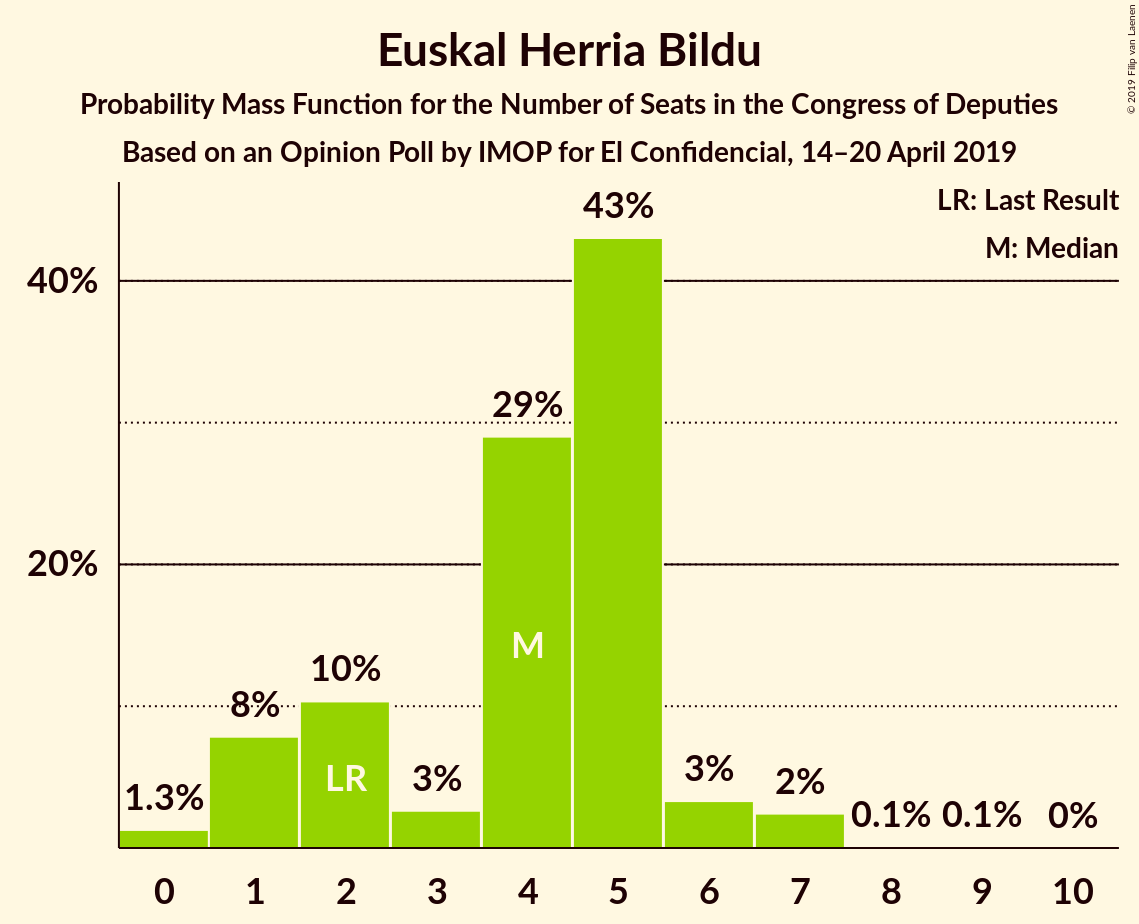 Euskal Herria Bildu
Probability Mass Function for the Number of Seats in the Congress of Deputies
Based on an Opinion Poll by IMOP for El Confidencial, 14–20 April 2019
© 2019 Filip van Laenen
LR: Last Result
M: Median
43%
40%
29%
20%
M
10%
8%
LR
3%
3%
2%
1.3%
0.1%
0.1%
0%
0 1 2 3 4 5 6 7 8 9 10